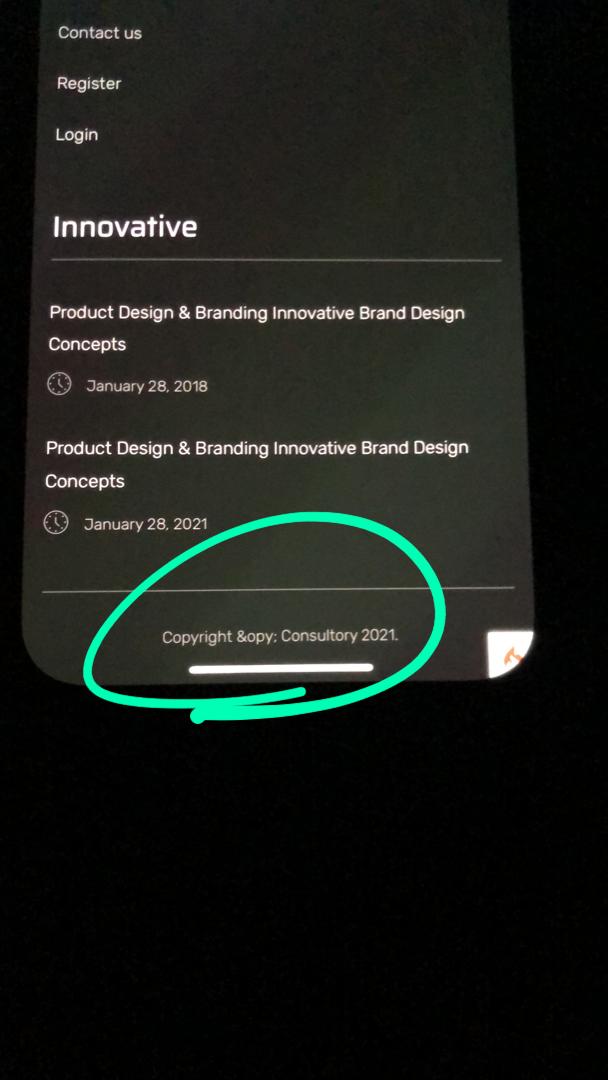 Contact us
Register
Login
Innovative
Product Design & Branding Innovative Brand Design
Concepts
January 28, 2018
Product Design & Branding Innovative Brand Design
Concepts
January 28, 2021
Copyright &opy; Consultory 2021.